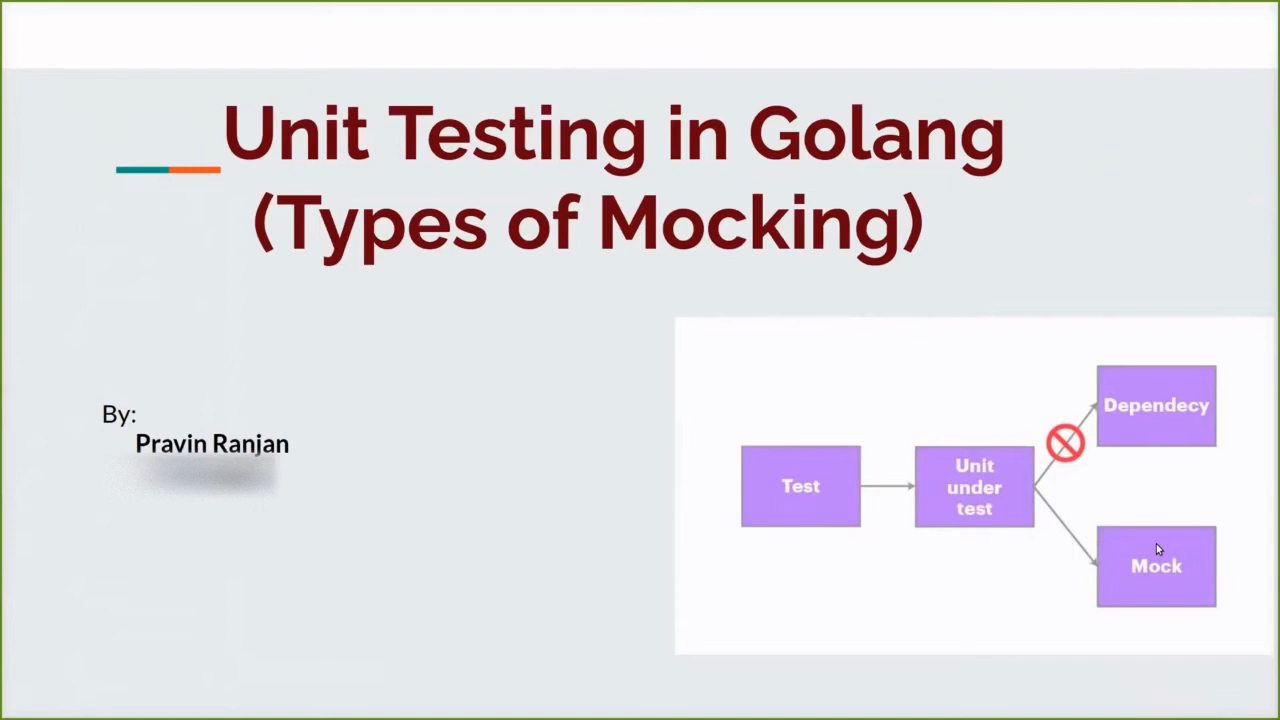 Unit Testing in Golang
(Types of Mocking)
By:
Pravin Ranjan
Dependecy
Test
Unit
under
test
Mock